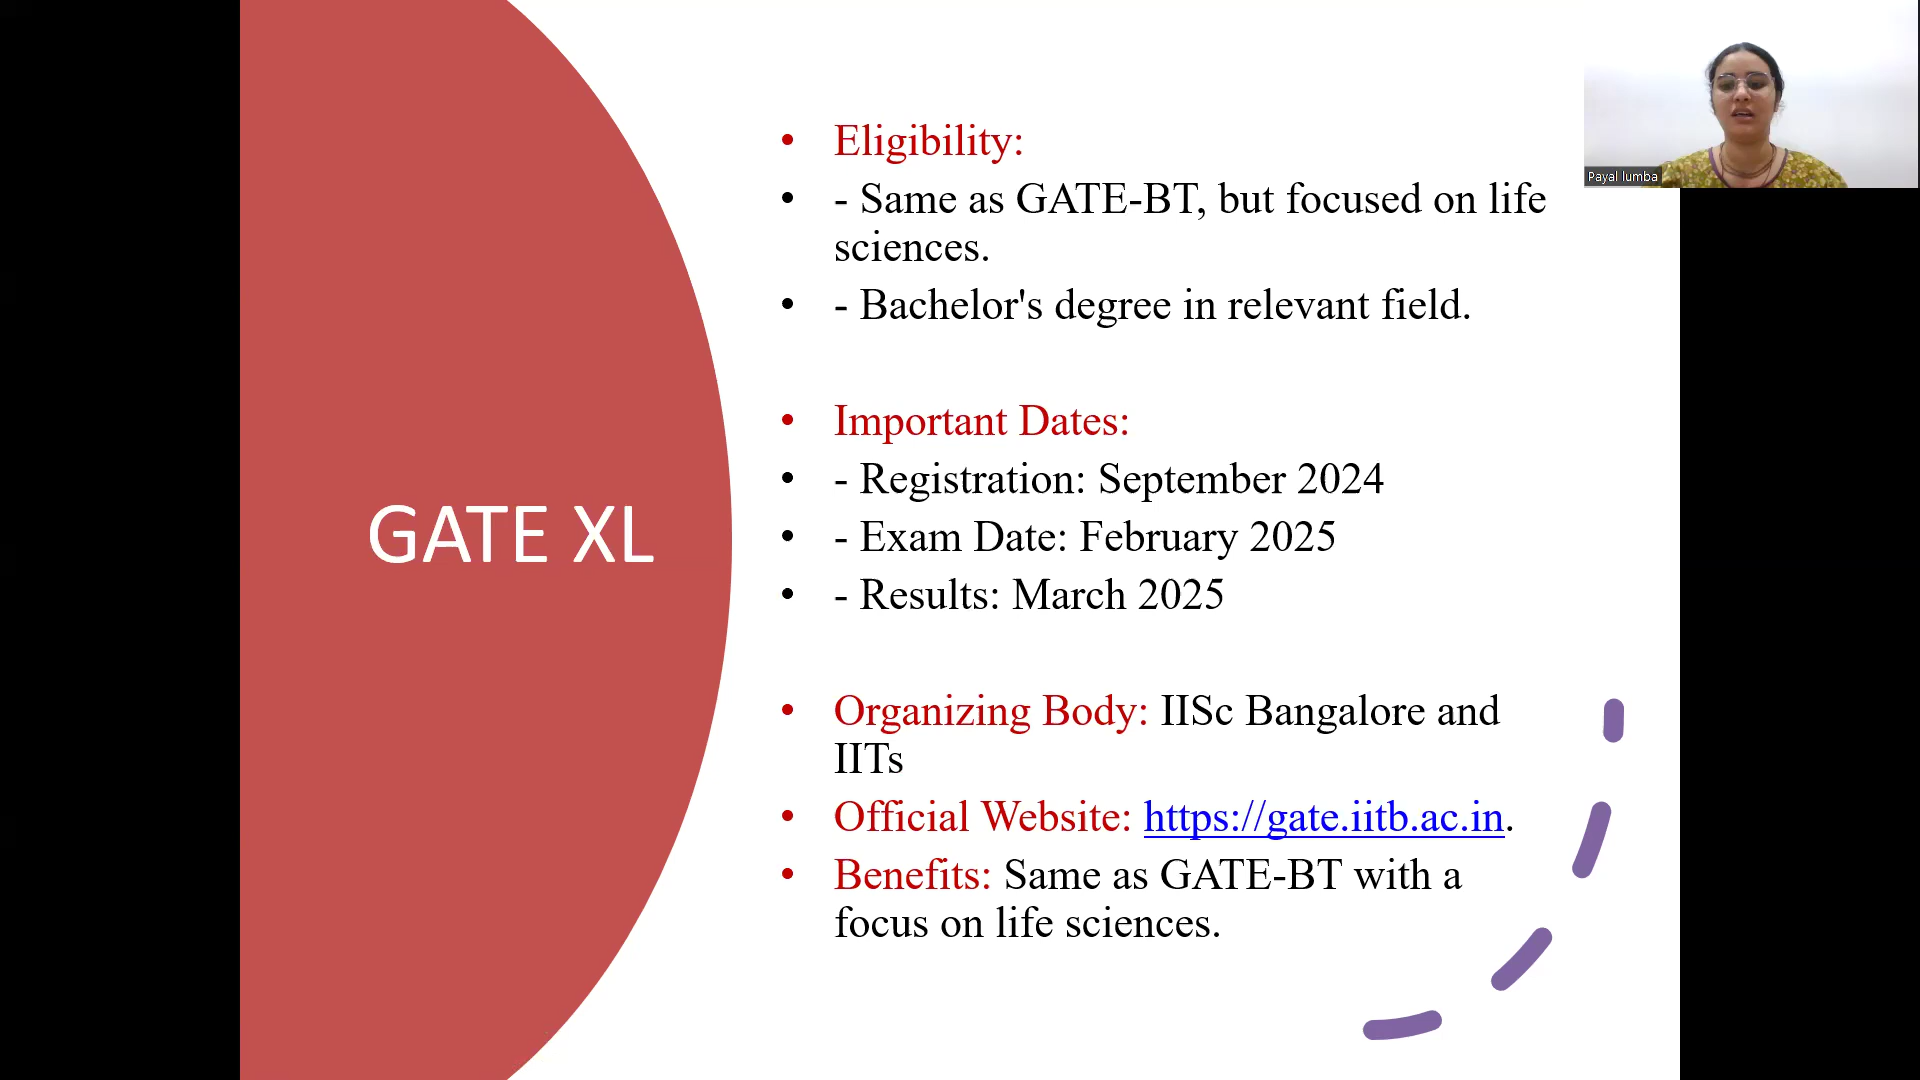 GATE XL
• Eligibility:
• - Same as GATE-BT, but focused on life
sciences.
• - Bachelor's degree in relevant field.
• Important Dates:
• - Registration: September 2024
• - Exam Date: February 2025
• - Results: March 2025
• Organizing Body: IISc Bangalore and
IITs
• Official Website: https://gate.iitb.ac.in.
• Benefits: Same as GATE-BT with a
focus on life sciences.
Payal lumba